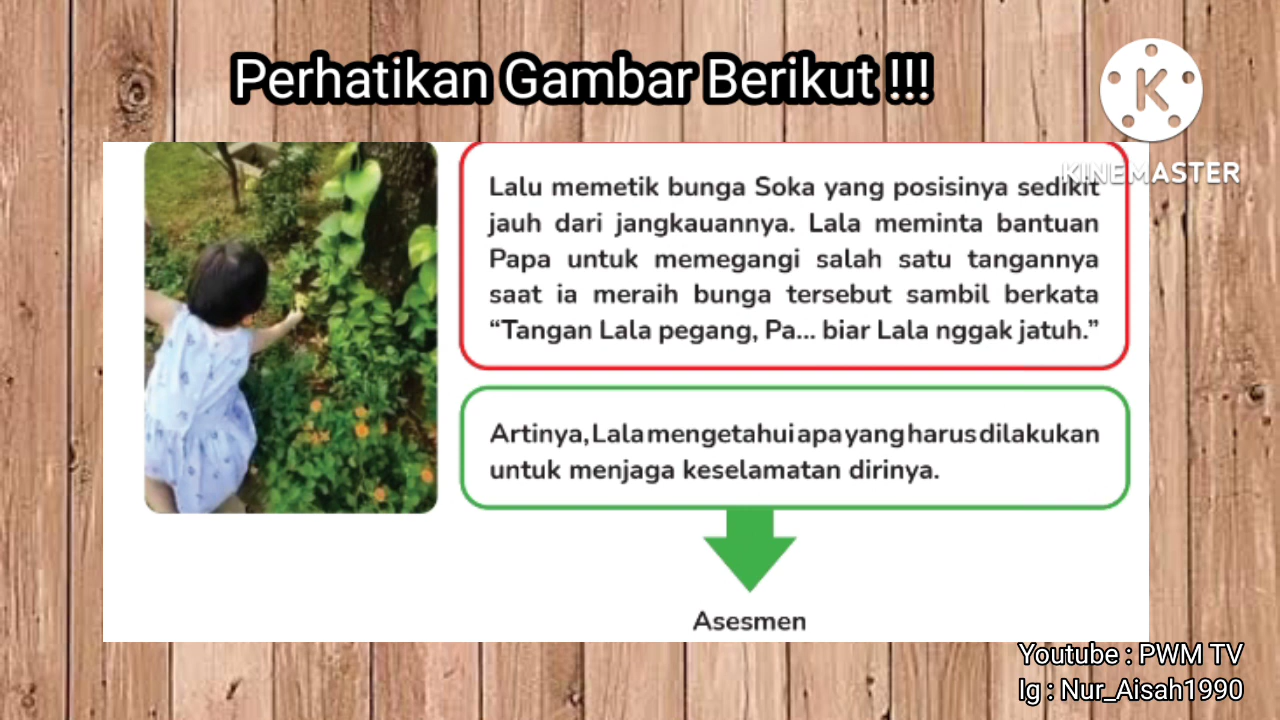 Perhatikan Gambar Berikut !!!
K
KINEMASTER
Lalu memetik bunga Soka yang posisinya sedikit
jauh dari jangkauannya. Lala meminta bantuan
Papa untuk memegangi salah satu tangannya
saat ia meraih bunga tersebut sambil berkata
“Tangan Lala pegang, Pa... biar Lala nggak jatuh.”
Artinya, Lala mengetahui apa yang harus dilakukan
untuk menjaga keselamatan dirinya.
Asesmen
Youtube : PWM TV
Ig : Nur_Aisah1990